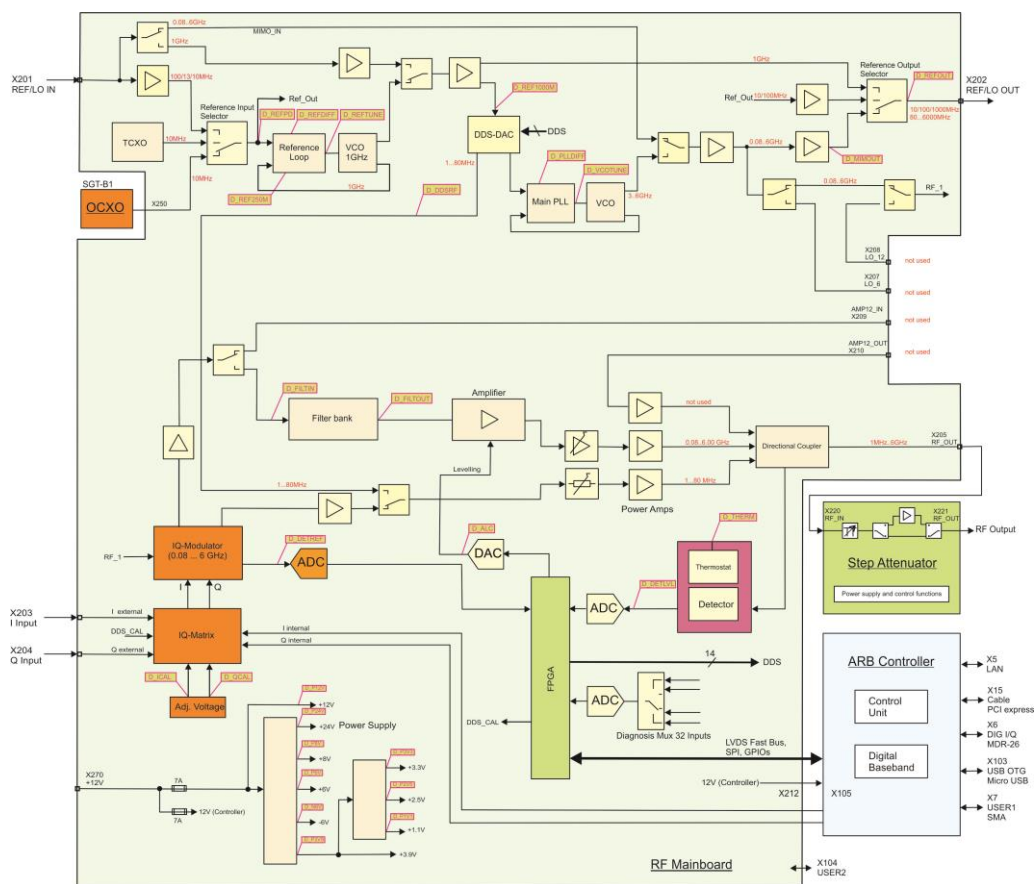 0.08..6GHz
MIMO_IN
1GHz
X201
REF/LO IN
100/13/10MHz
1GHz
Reference Output
Selector
D_REFOUT
X202
REF/LO OUT
Ref_Out
10/100MHz
10/100/1000MHz
80...6000MHz
Reference Input
Selector
Ref_Out
D_REFPD
D_REFDIFF
D_REFTUNE
D_REF1000M
TCXO
10MHz
Reference
Loop
VCO
1GHz
DDS-DAC
DDS
0.08..6GHz
D_MIMOUT
10MHz
1GHz
1...80MHz
D_PLLDIFF
D_VCOTUNE
SGT-B1
OCXO
X250
D_REF250M
D_DDSRF
Main PLL
VCO
3..6GHz
0.08..6GHz
RF_1
X208
LO_12
not used
X207
LO_6
not used
AMP12_IN
X209
not used
AMP12_OUT
X210
not used
D_FILTIN
D_FILTOUT
Filter bank
Amplifier
not used
0.08..6.00 GHz
Directional Coupler
1MHz..6GHz
X205
RF_OUT
Levelling
1...80MHz
1...80 MHz
Power Amps
IQ-Modulator
(0.08 ... 6 GHz)
RF_1
D_DETREF
ADC
D_ALC
DAC
D_THERM
Thermostat
Detector
D_DETLVL
ADC
X220
RF_IN
X221
RF_OUT
RF Output
Step Attenuator
Power supply and control functions
I
Q
X203
I Input
I external
DDS_CAL
IQ-Matrix
I internal
X204
Q Input
Q external
Q internal
D_ICAL
D_QCAL
Adj. Voltage
FPGA
14
DDS
ADC
DDS_CAL
Diagnosis Mux 32 Inputs
LVDS Fast Bus,
SPI, GPIOs
ARB Controller
Control
Unit
Digital
Baseband
X5
LAN
X15
Cable
PCI express
X6
DIG I/Q
MDR-26
X103
USB OTG
Micro USB
X7
USER1
SMA
12V (Controller)
X212
X105
+12V
Power Supply
+24V
+8V
+6V
-6V
+3.9V
+3.3V
+2.5V
+1.1V
X270
+12V
7A
12V (Controller)
7A
RF Mainboard
X104
USER2